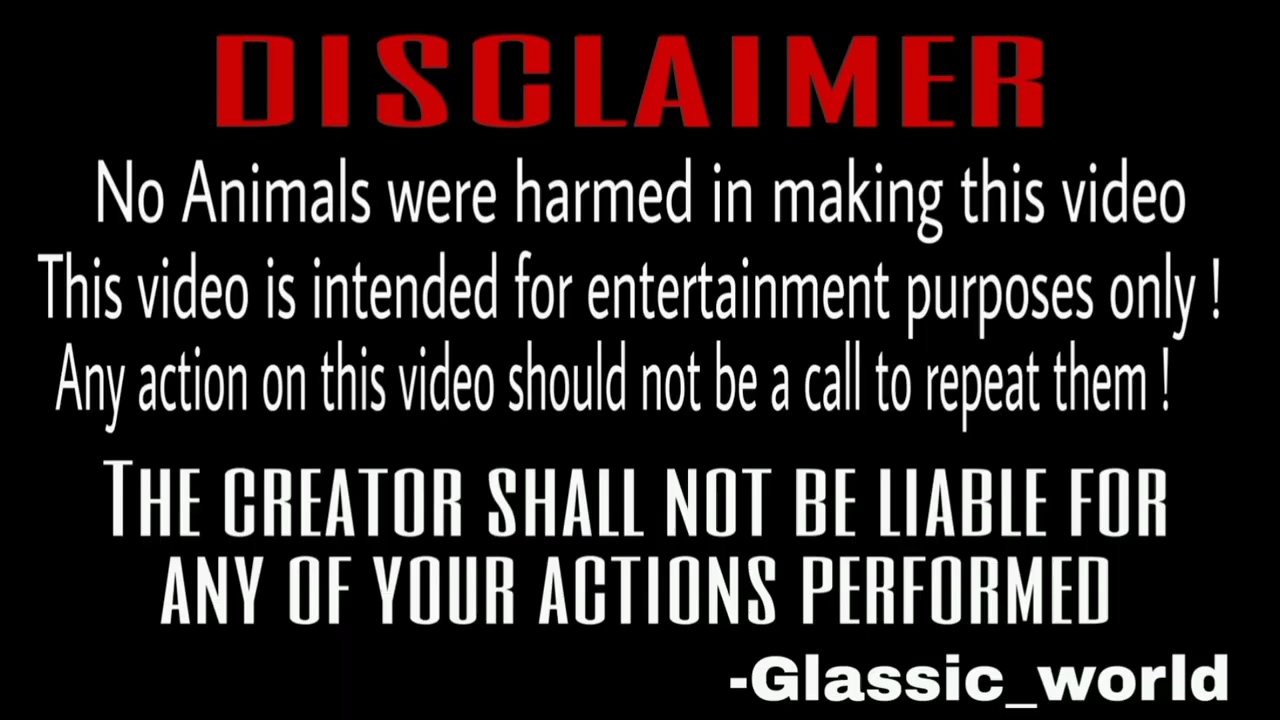 DISCLAIMER
No Animals were harmed in making this video
This video is intended for entertainment purposes only !
Any action on this video should not be a call to repeat them !
THE CREATOR SHALL NOT BE LIABLE FOR
ANY OF YOUR ACTIONS PERFORMED
-Glassic_world